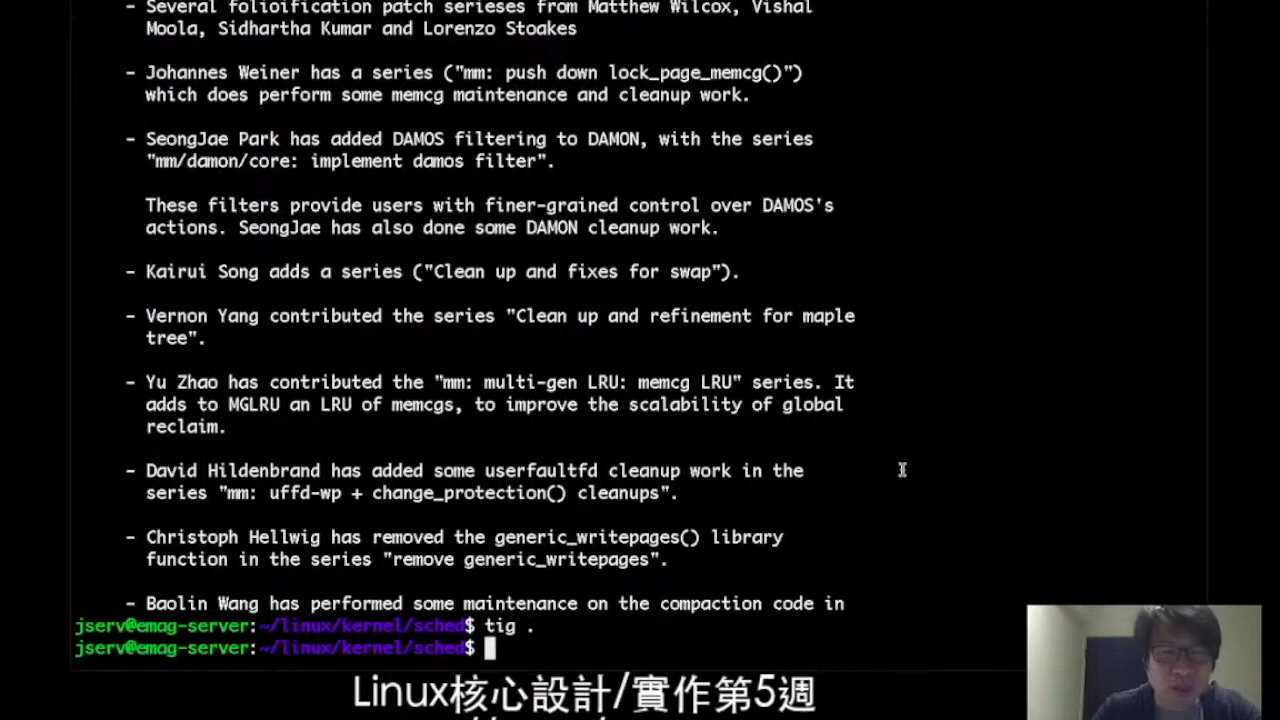 - Several folioification patch serieses from Matthew Wilcox, Vishal
Moola, Sidhartha Kumar and Lorenzo Stoakes
- Johannes Weiner has a series ("mm: push down lock_page_memcg()")
which does perform some memcg maintenance and cleanup work.
- SeongJae Park has added DAMOS filtering to DAMON, with the series
"mm/damon/core: implement damos filter".
These filters provide users with finer-grained control over DAMOS's
actions. SeongJae has also done some DAMON cleanup work.
- Kairui Song adds a series ("Clean up and fixes for swap").
- Vernon Yang contributed the series "Clean up and refinement for maple
tree".
- Yu Zhao has contributed the "mm: multi-gen LRU: memcg LRU" series. It
adds to MGLRU an LRU of memcgs, to improve the scalability of global
reclaim.
- David Hildenbrand has added some userfaultfd cleanup work in the
series "mm: uffd-wp + change_protection() cleanups".
- Christoph Hellwig has removed the generic_writepages() library
function in the series "remove generic_writepages".
- Baolin Wang has performed some maintenance on the compaction code in
jserv@emag-server:~/linux/kernel/sched$ tig .
jserv@emag-server:~/linux/kernel/sched$
Linux核心設計/實作第5週